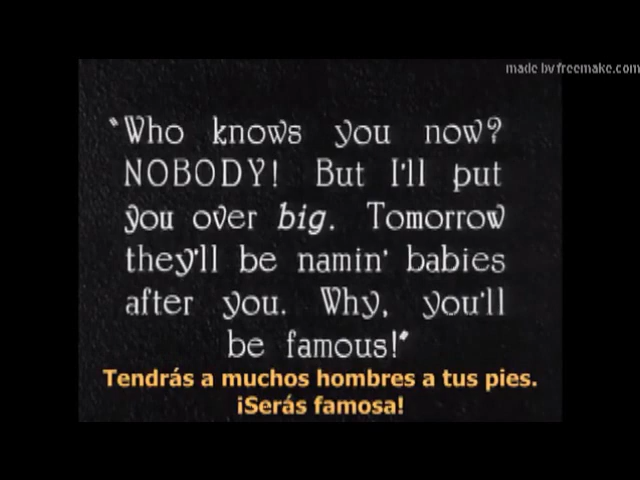 made by freemake.com
"Who knows you now?
NOBODY! But I'll put
you over big. Tomorrow
they'll be namin' babies
after you. Why, you'll
be famous!"
Tendrás a muchos hombres a tus pies.
¡Serás famosa!